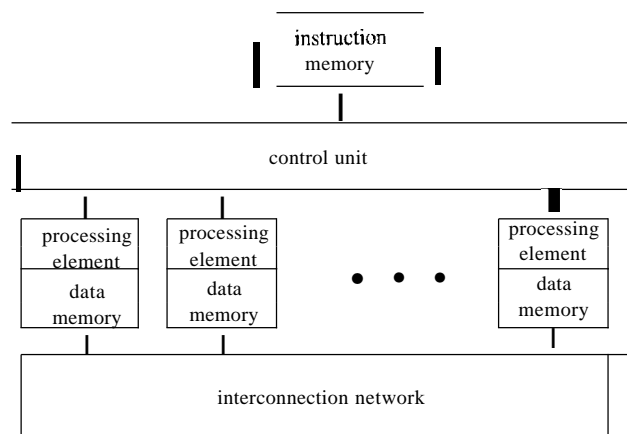 instruction
memory
control unit
processing
element
data
memory
processing
element
data
memory
processing
element
data
memory
interconnection network